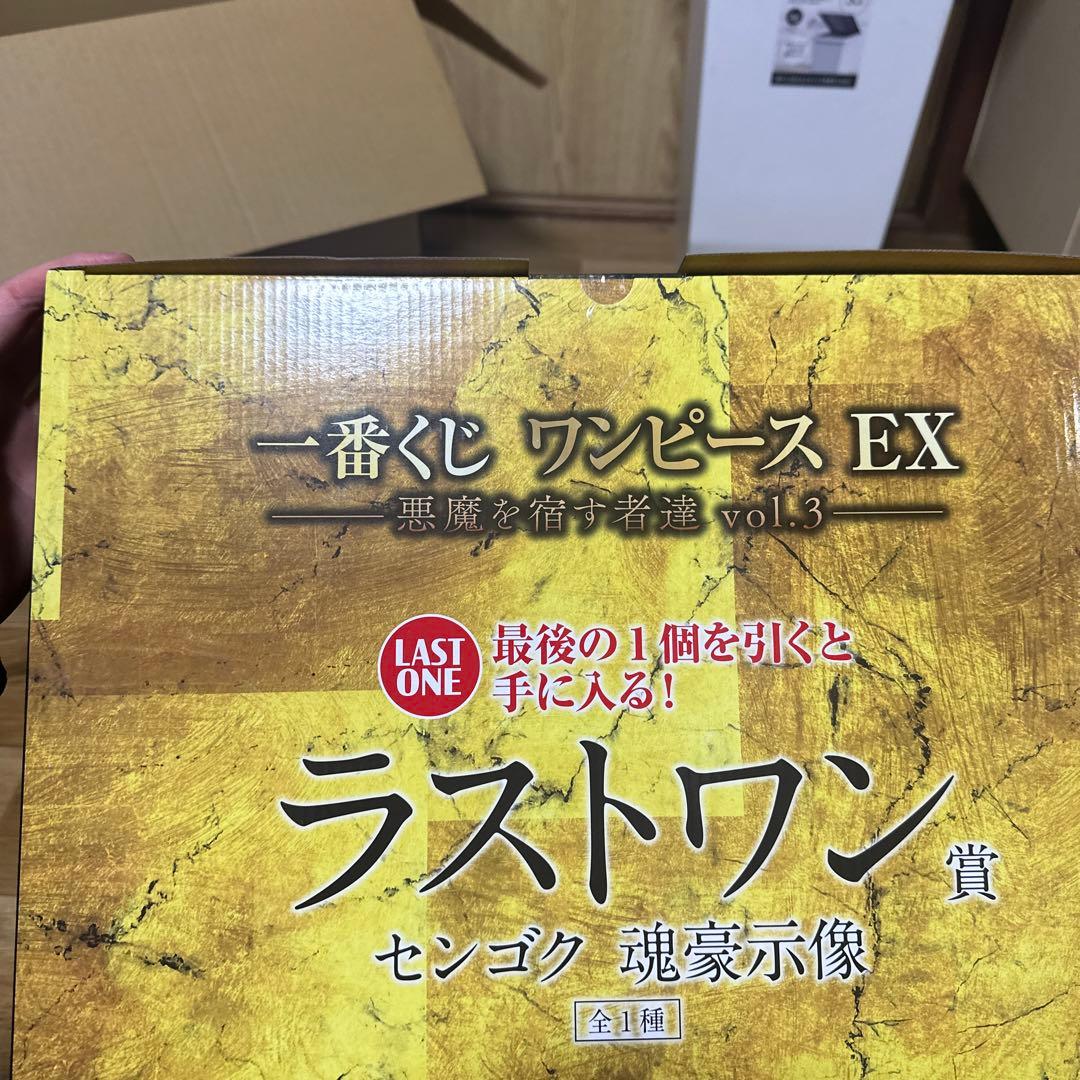 一番くじ ワンピース EX
悪魔を宿す者達 vol.3
LAST
ONE
最後の1個を引くと
手に入る!
ラストワン賞
センゴク 魂豪示像
全1種